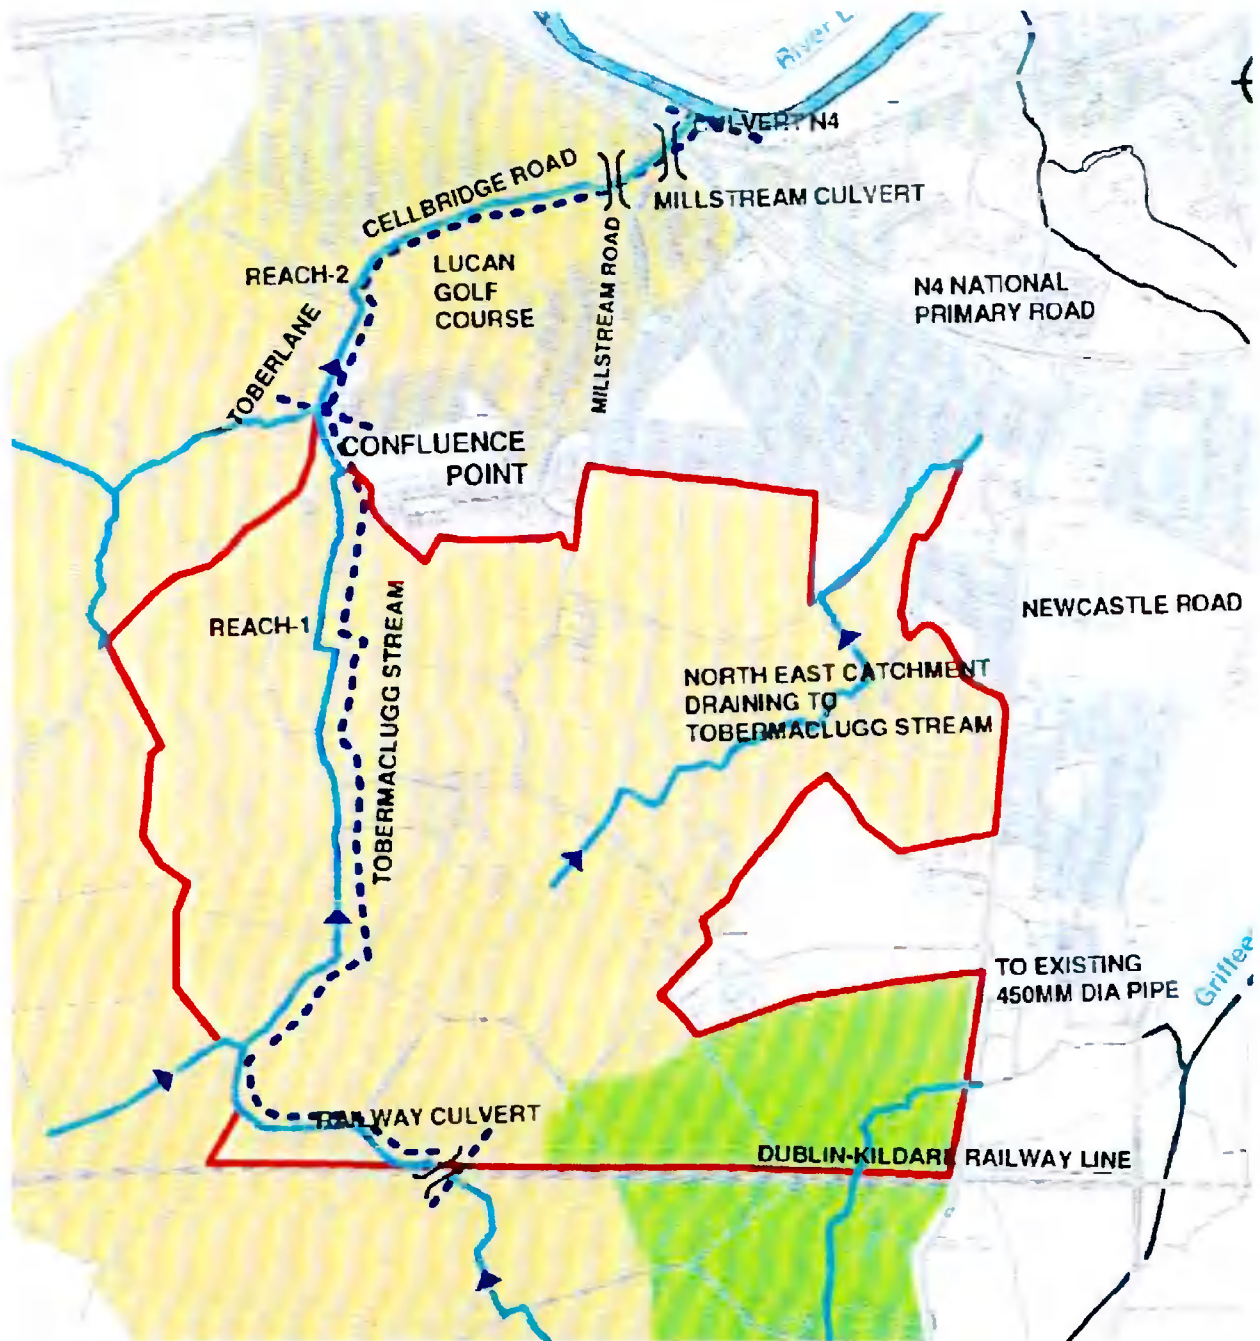 River L
CULVERT N4
CELLBRIDGE ROAD
MILLSTREAM CULVERT
REACH-2
LUCAN
GOLF
COURSE
MILLSTREAM ROAD
N4 NATIONAL
PRIMARY ROAD
TOBERLANE
CONFLUENCE
POINT
NEWCASTLE ROAD
REACH-1
TOBERMACLUGG STREAM
NORTH EAST CATCHMENT
DRAINING TO
TOBERMACLUGG STREAM
TO EXISTING
450MM DIA PIPE
Griffee
RAILWAY CULVERT
DUBLIN-KILDARE RAILWAY LINE